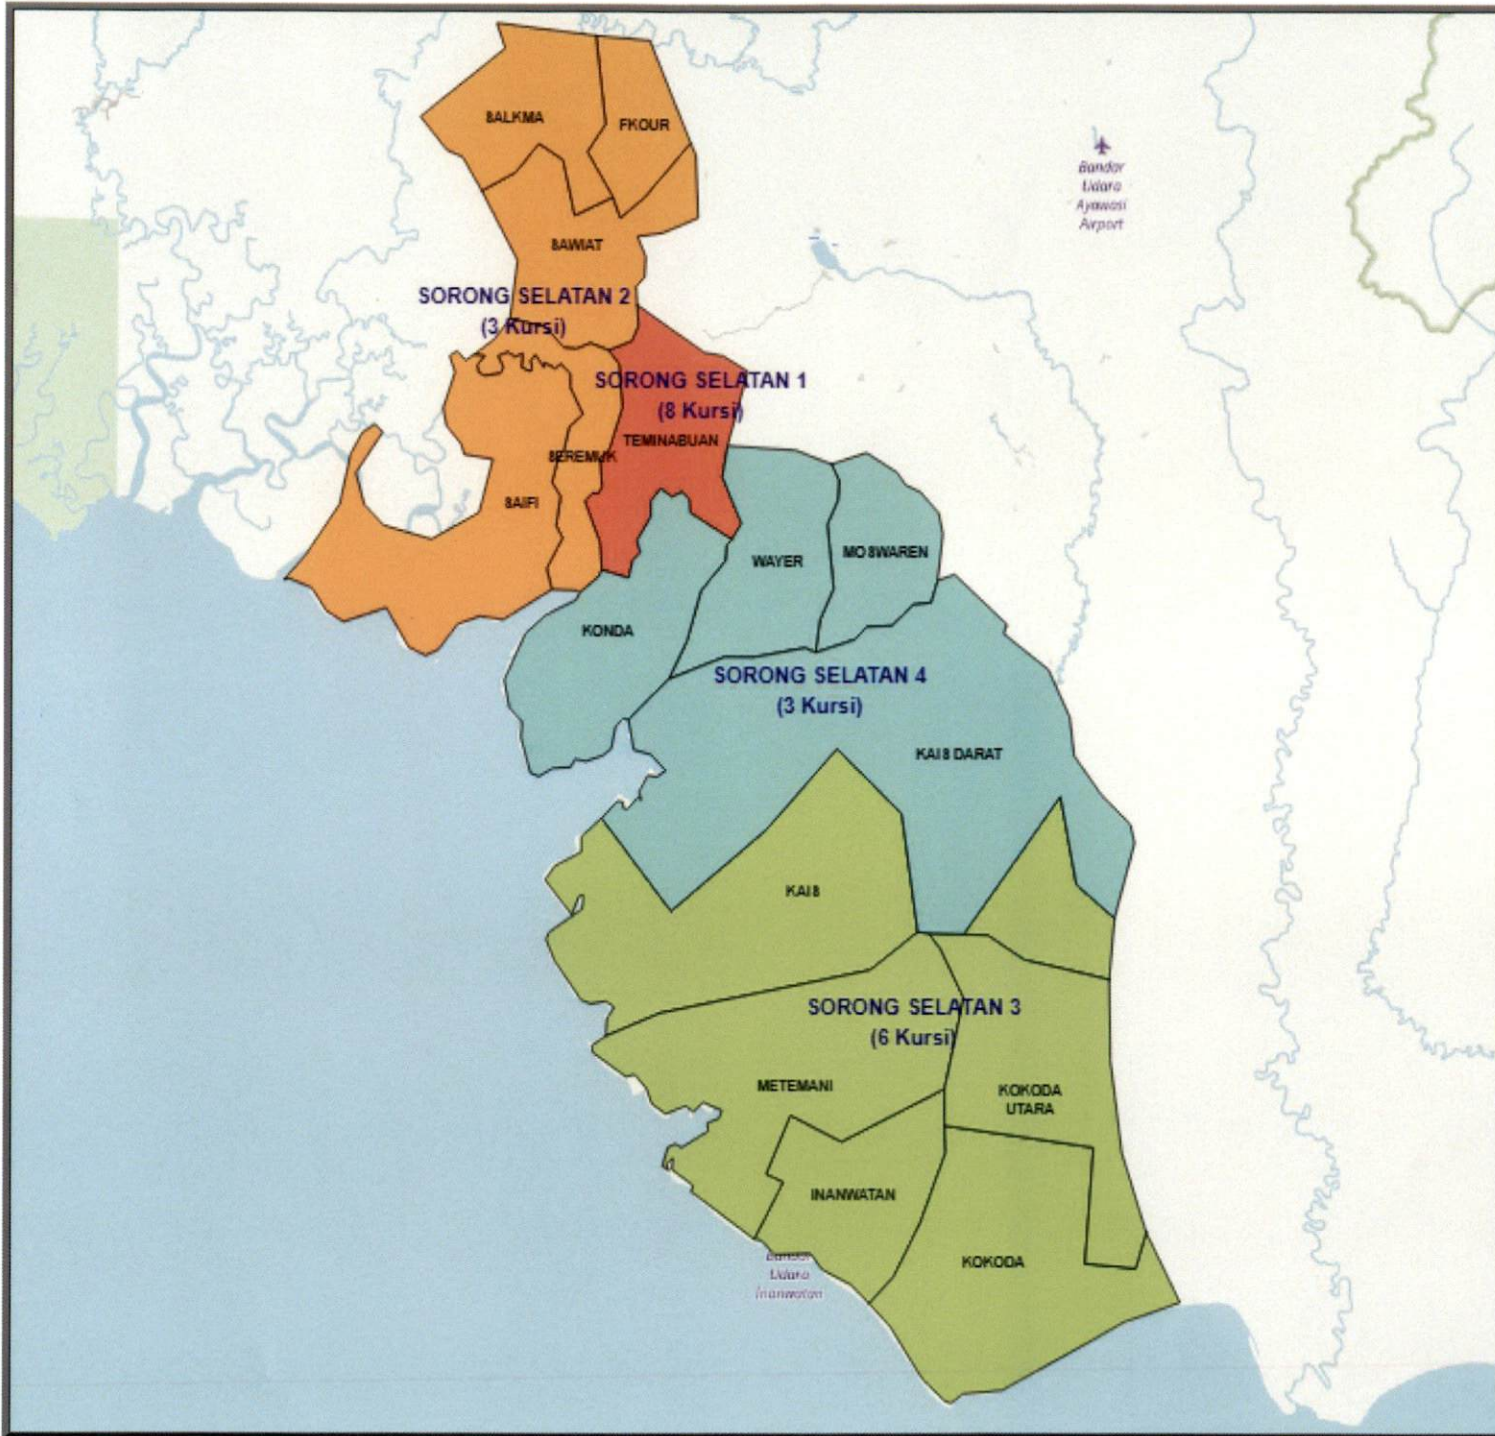 SALKMA
FKOUR
Bandar
Udara
Ayawasi
Airport
SAWIAT
SORONG SELATAN 2
(3 Kursi)
SORONG SELATAN 1
(8 Kursi)
TEMINABUAN
SEREMUK
SAIFI
WAYER
MOSWAREN
KONDA
SORONG SELATAN 4
(3 Kursi)
KAIS DARAT
KAIS
SORONG SELATAN 3
(6 Kursi)
METEMANI
KOKODA
UTARA
INANWATAN
KOKODA
Bandar
Udara
Inanwatan